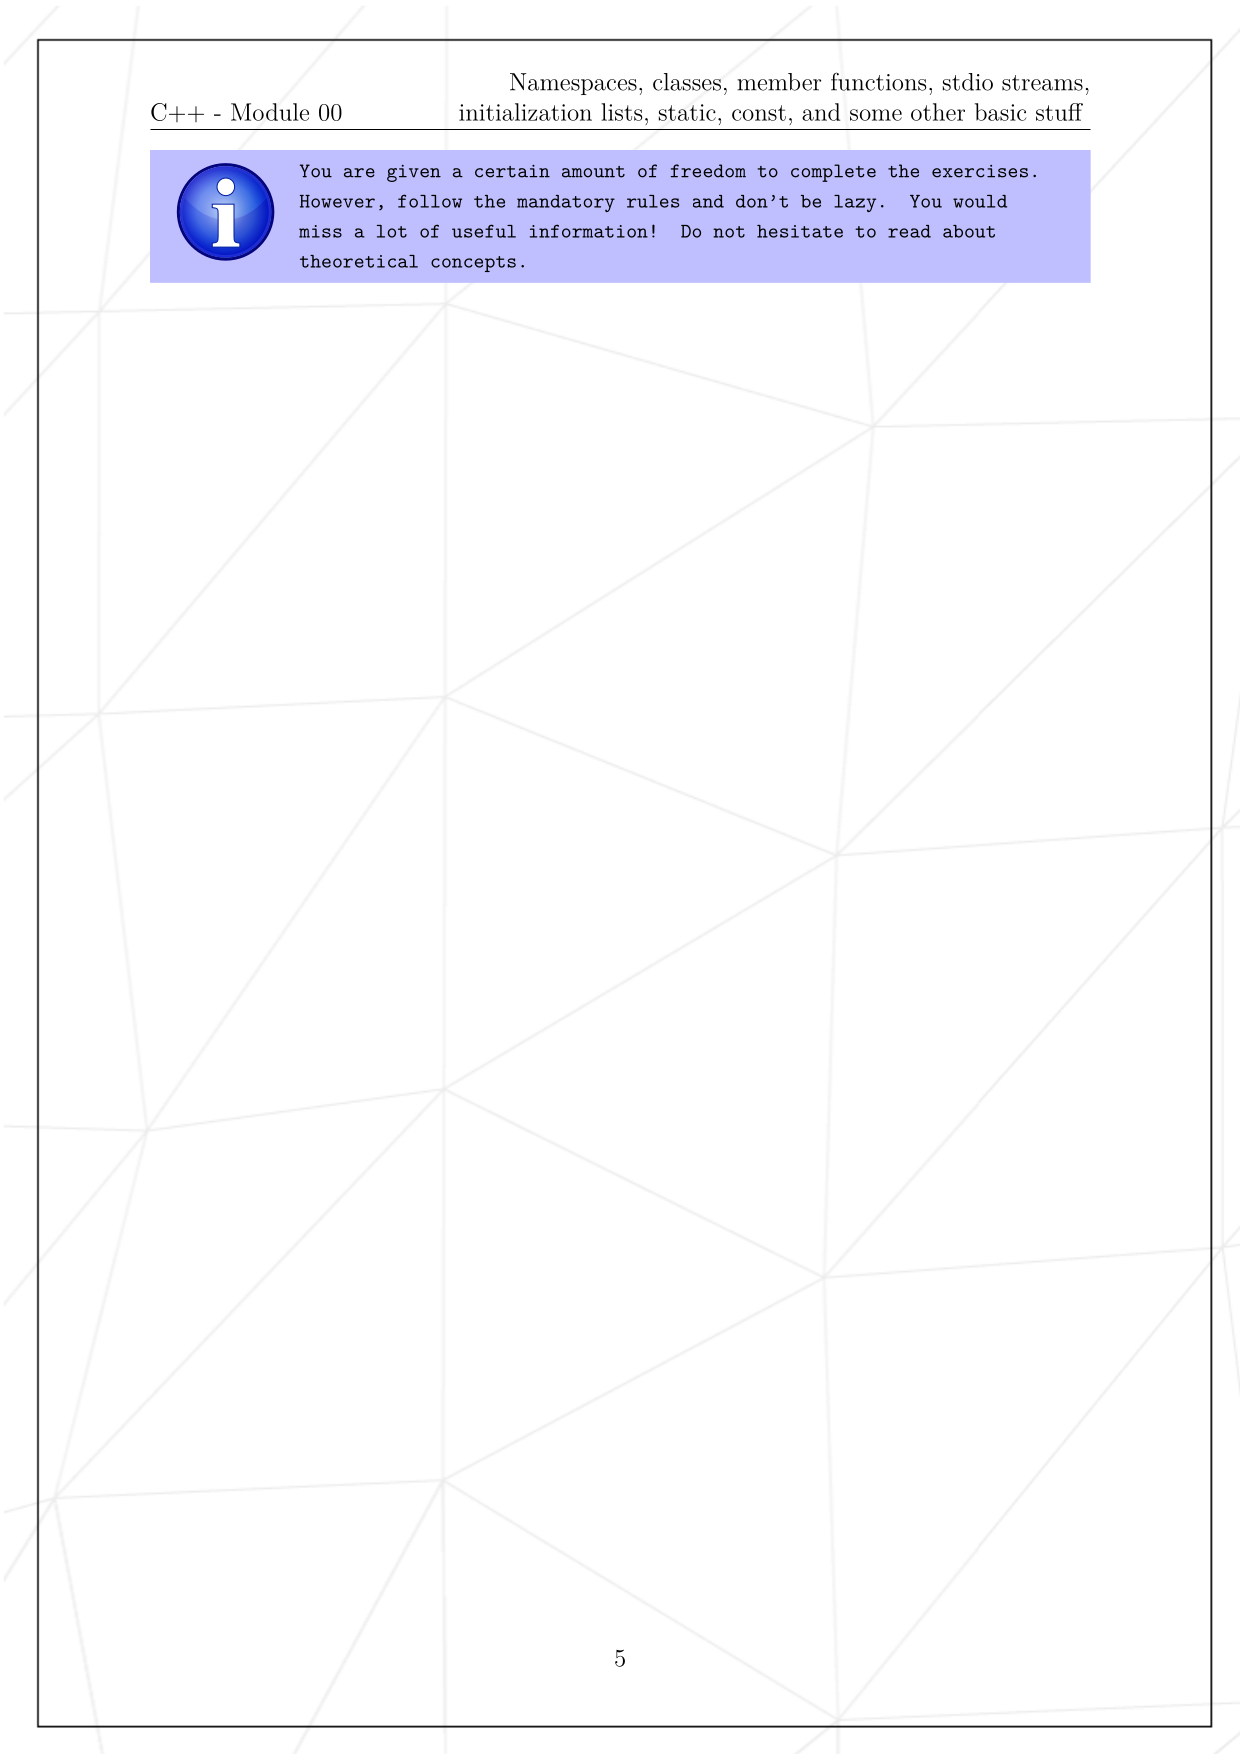 Namespaces, classes, member functions, stdio streams,
C++ - Module 00 initialization lists, static, const, and some other basic stuff
You are given a certain amount of freedom to complete the exercises.
However, follow the mandatory rules and don't be lazy. You would
miss a lot of useful information! Do not hesitate to read about
theoretical concepts.
5